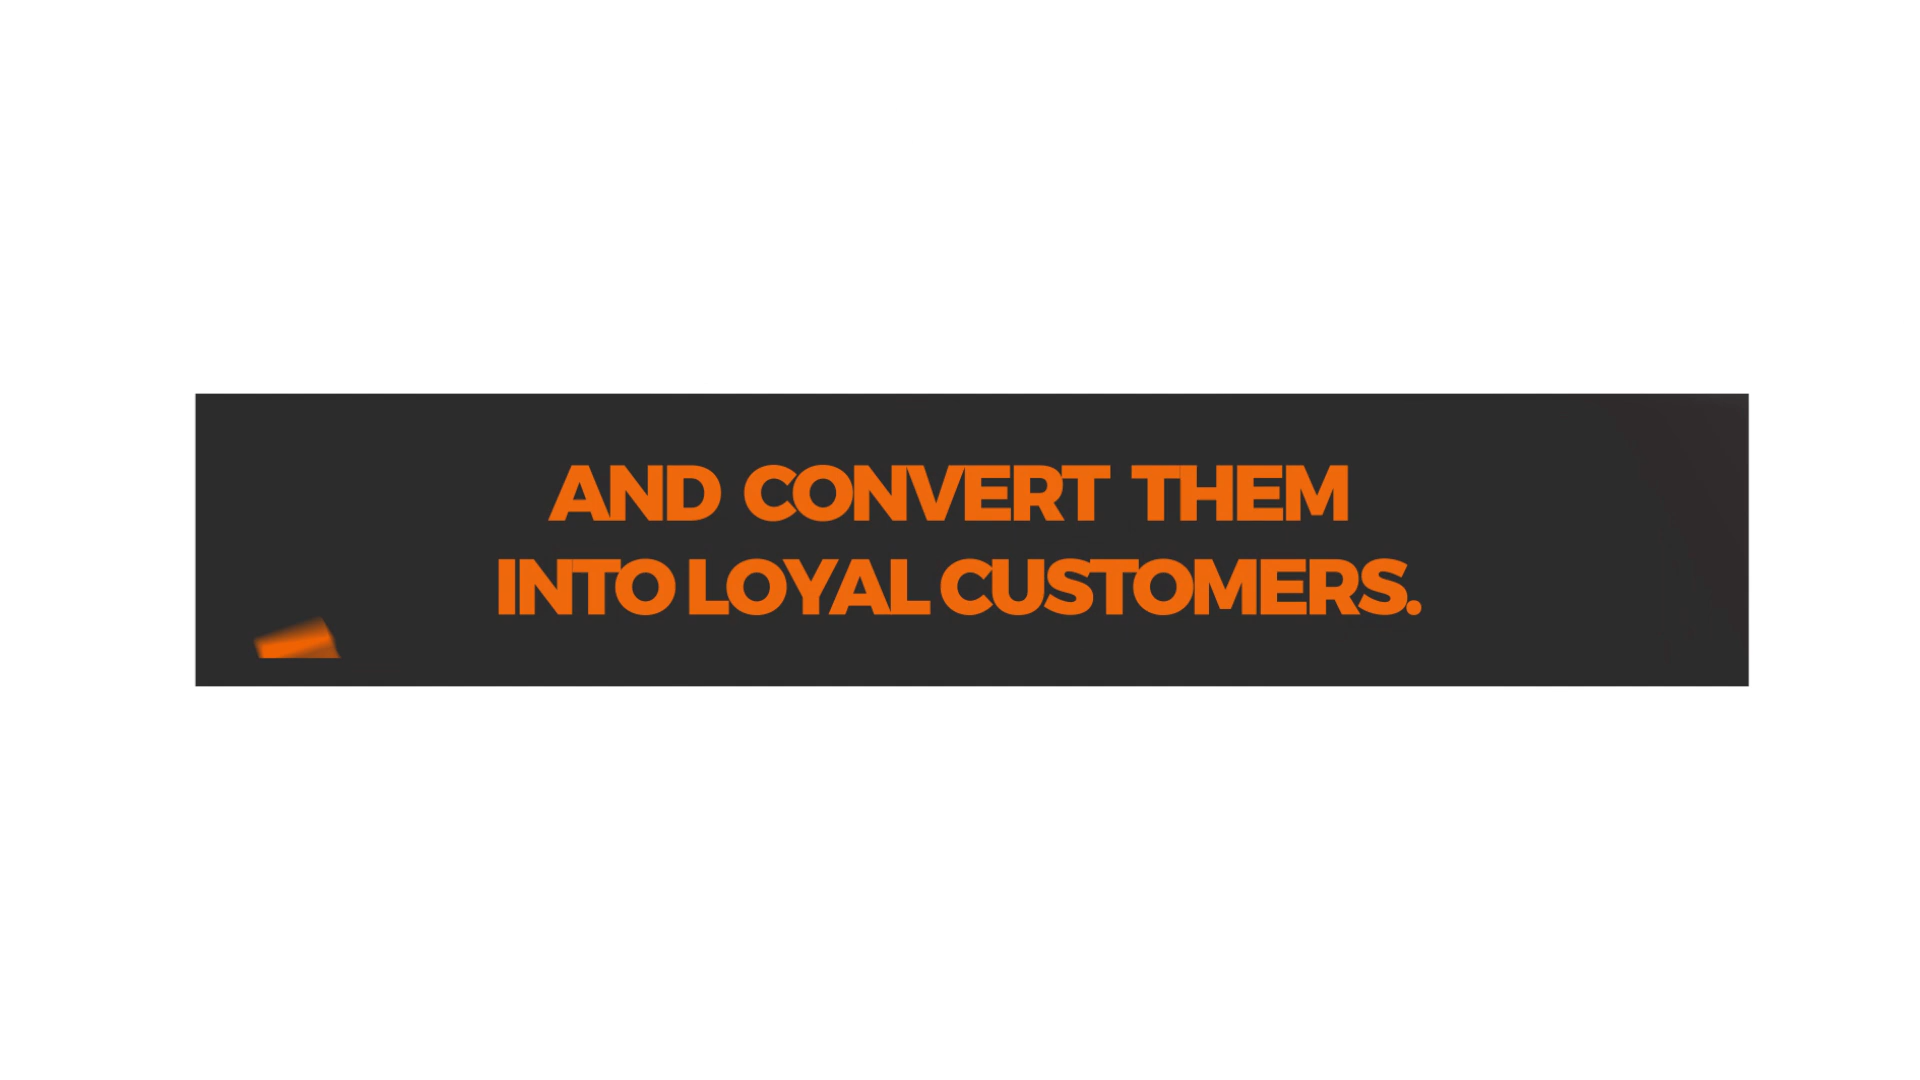 AND CONVERT THEM
INTO LOYAL CUSTOMERS.